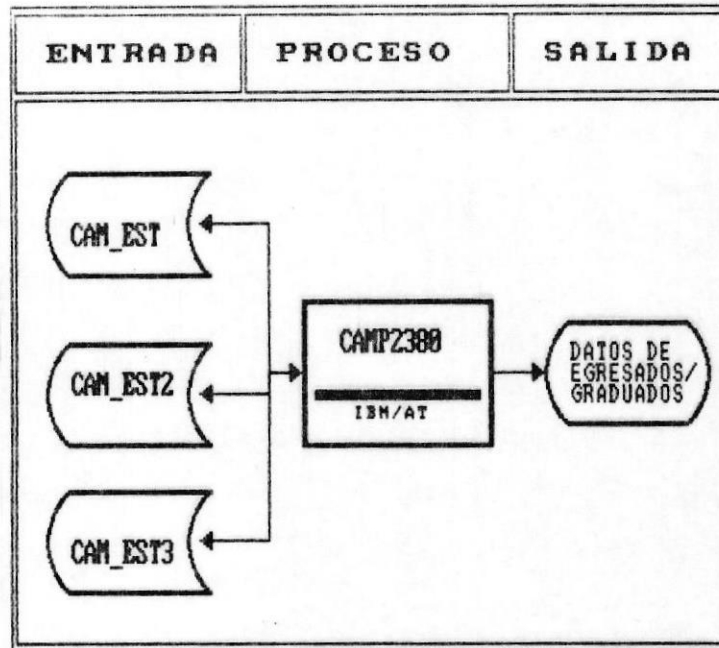 ENTRADA PROCESO SALIDA
CAM_EST
CAMP2380
IBM/AT
DATOS DE
EGRESADOS/
GRADUADOS
CAM_EST2
CAM_EST3